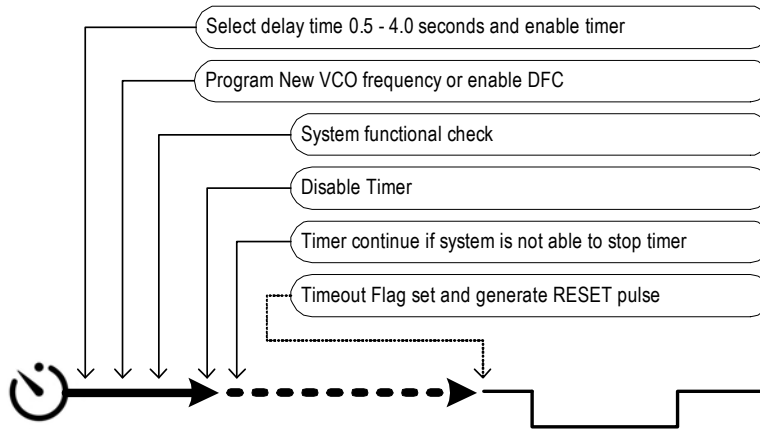 Select delay time 0.5 - 4.0 seconds and enable timer
Program New VCO frequency or enable DFC
System functional check
Disable Timer
Timer continue if system is not able to stop timer
Timeout Flag set and generate RESET pulse